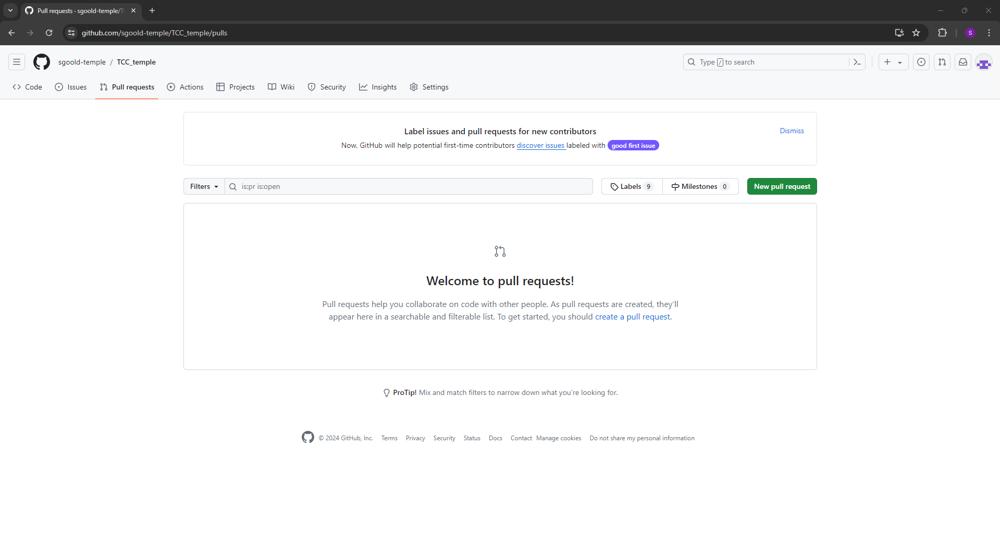 Pull requests · sgoold-temple/T
github.com/sgoold-temple/TCC_temple/pulls
S
sgoold-temple / TCC_temple
Type / to search
Code Issues Pull requests Actions Projects Wiki Security Insights Settings
Label issues and pull requests for new contributors
Dismiss
Now, GitHub will help potential first-time contributors discover issues labeled with good first issue
Filters is:pr is:open Labels 9 Milestones 0 New pull request
Welcome to pull requests!
Pull requests help you collaborate on code with other people. As pull requests are created, they’ll
appear here in a searchable and filterable list. To get started, you should create a pull request.
ProTip! Mix and match filters to narrow down what you’re looking for.
© 2024 GitHub, Inc. Terms Privacy Security Status Docs Contact Manage cookies Do not share my personal information